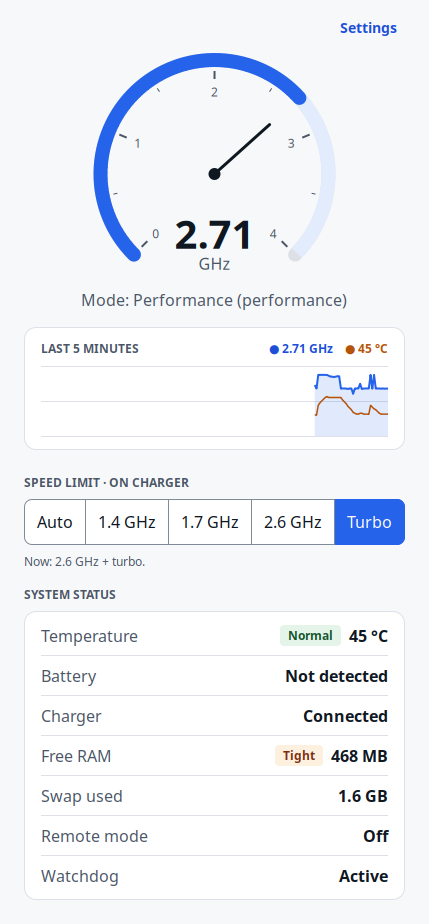 Settings
2
1
3
0
4
2.71
GHz
Mode: Performance (performance)
LAST 5 MINUTES ● 2.71 GHz ● 45 °C
SPEED LIMIT · ON CHARGER
Auto 1.4 GHz 1.7 GHz 2.6 GHz Turbo
Now: 2.6 GHz + turbo.
SYSTEM STATUS
Temperature Normal 45 °C
Battery Not detected
Charger Connected
Free RAM Tight 468 MB
Swap used 1.6 GB
Remote mode Off
Watchdog Active